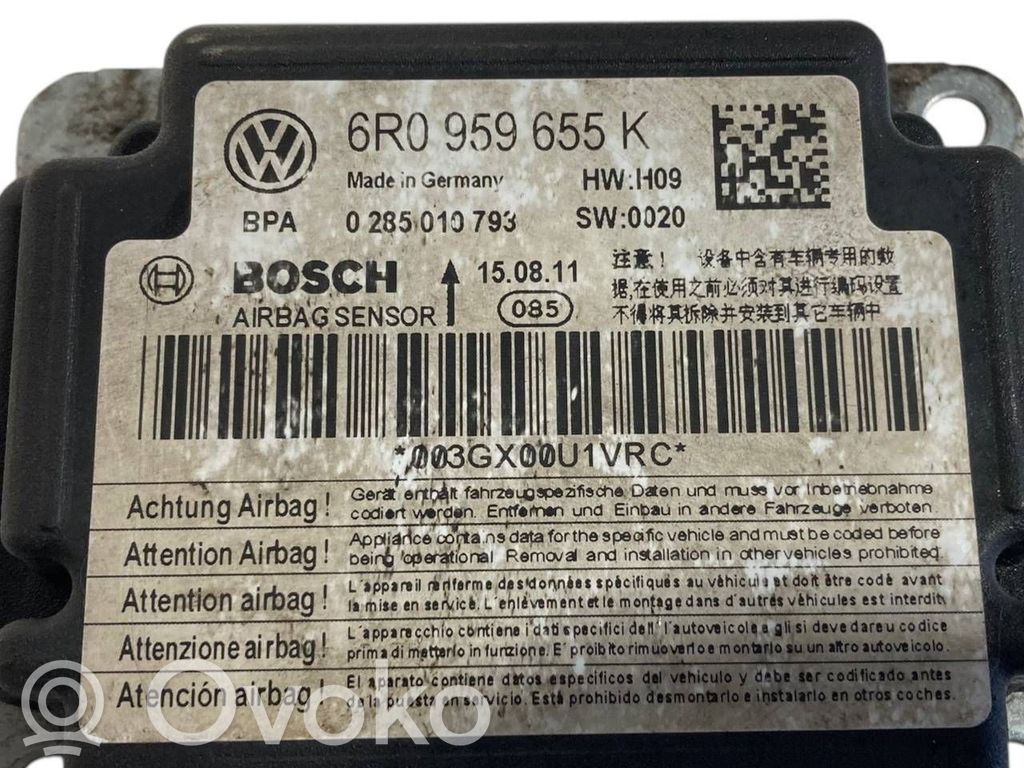 6R0 959 655 K
Made in Germany HW:H09
BPA 0 285 010 793 SW:0020
BOSCH 15.08.11
AIRBAG SENSOR 085
注意！ 设备中含有车辆专用的数
据,在使用之前必须对其进行编码设置
不得将其拆除并安装到其它车辆中
*003GX00U1VRC*
Achtung Airbag! Gerät enthält fahrzeugspezifische Daten und muss vor Inbetriebnahme
codiert werden. Entfernen und Einbau in andere Fahrzeuge verboten.
Attention Airbag! Appliance contains data for the specific vehicle and must be coded before
being operational. Removal and installation in other vehicles prohibited.
Attention airbag! L'appareil renferme des données spécifiques au véhicule et doit être codé avant
la mise en service. L'enlèvement et le montage dans d'autres véhicules est interdit.
Attenzione airbag! L'apparecchio contiene i dati specifici dell'l'autoveicolo e gli si deve dare u codice
prima di metterlo in funzione. E' proibito rimuoverlo e montarlo su un altro autoveicolo.
Atención airbag! El aparato contiene datos específicos del vehículo y debe ser codificado antes
de la puesta en servicio. Está prohibido desmontarlo e instalarlo en otros coches.
Ovoko